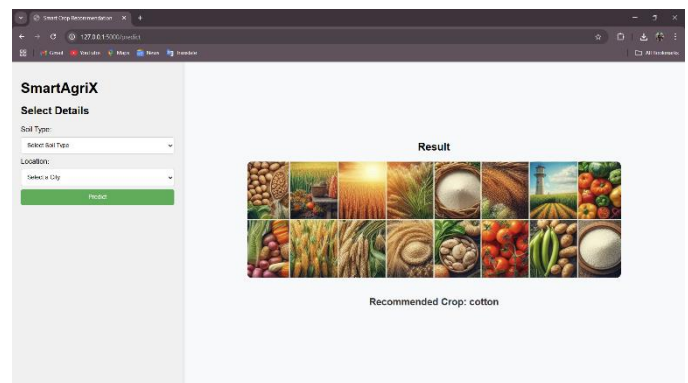 Smart Crop Recommendation
127.0.0.1:5000/predict
Gmail YouTube Maps News Translate
All Bookmarks
SmartAgriX
Select Details
Soil Type:
Select Soil Type
Location:
Select a City
Predict
Result
Recommended Crop: cotton